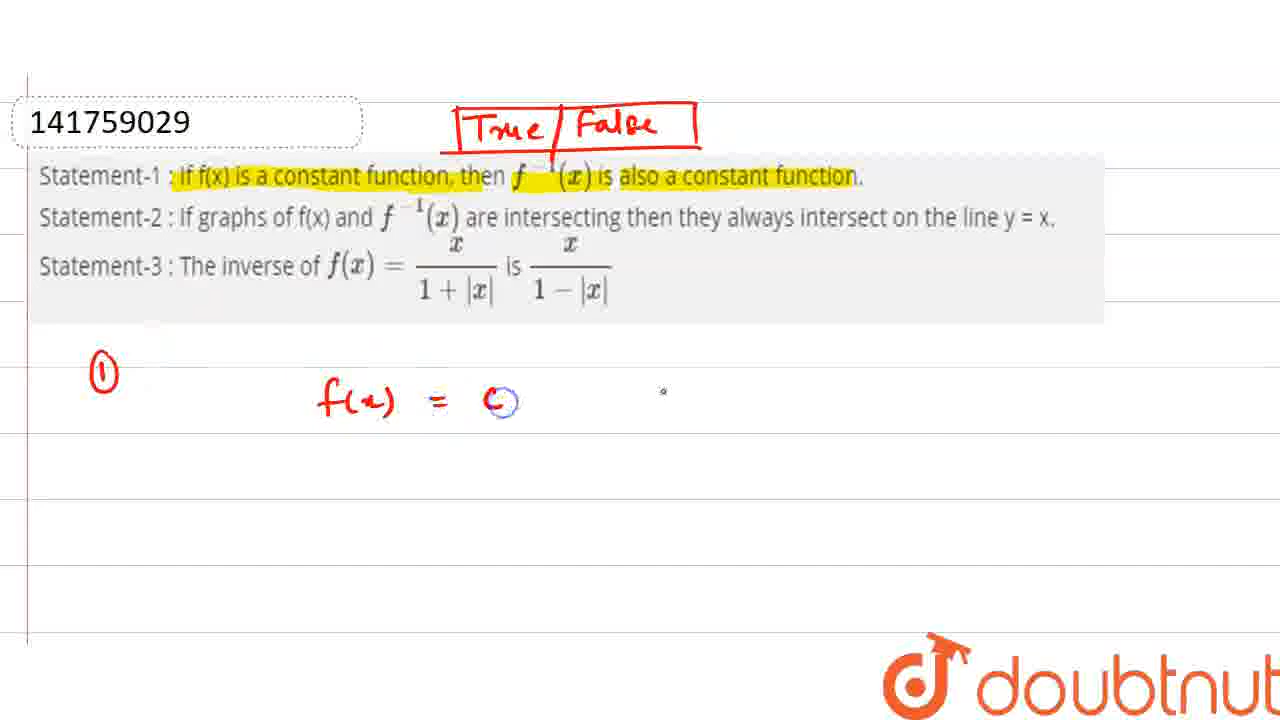 141759029
True/False
Statement-1 : If f(x) is a constant function, then f⁻¹(x) is also a constant function.
Statement-2 : If graphs of f(x) and f⁻¹(x) are intersecting then they always intersect on the line y = x.
Statement-3 : The inverse of f(x) = x/(1 + |x|) is x/(1 − |x|)
① 
f(x) = c
doubtnut